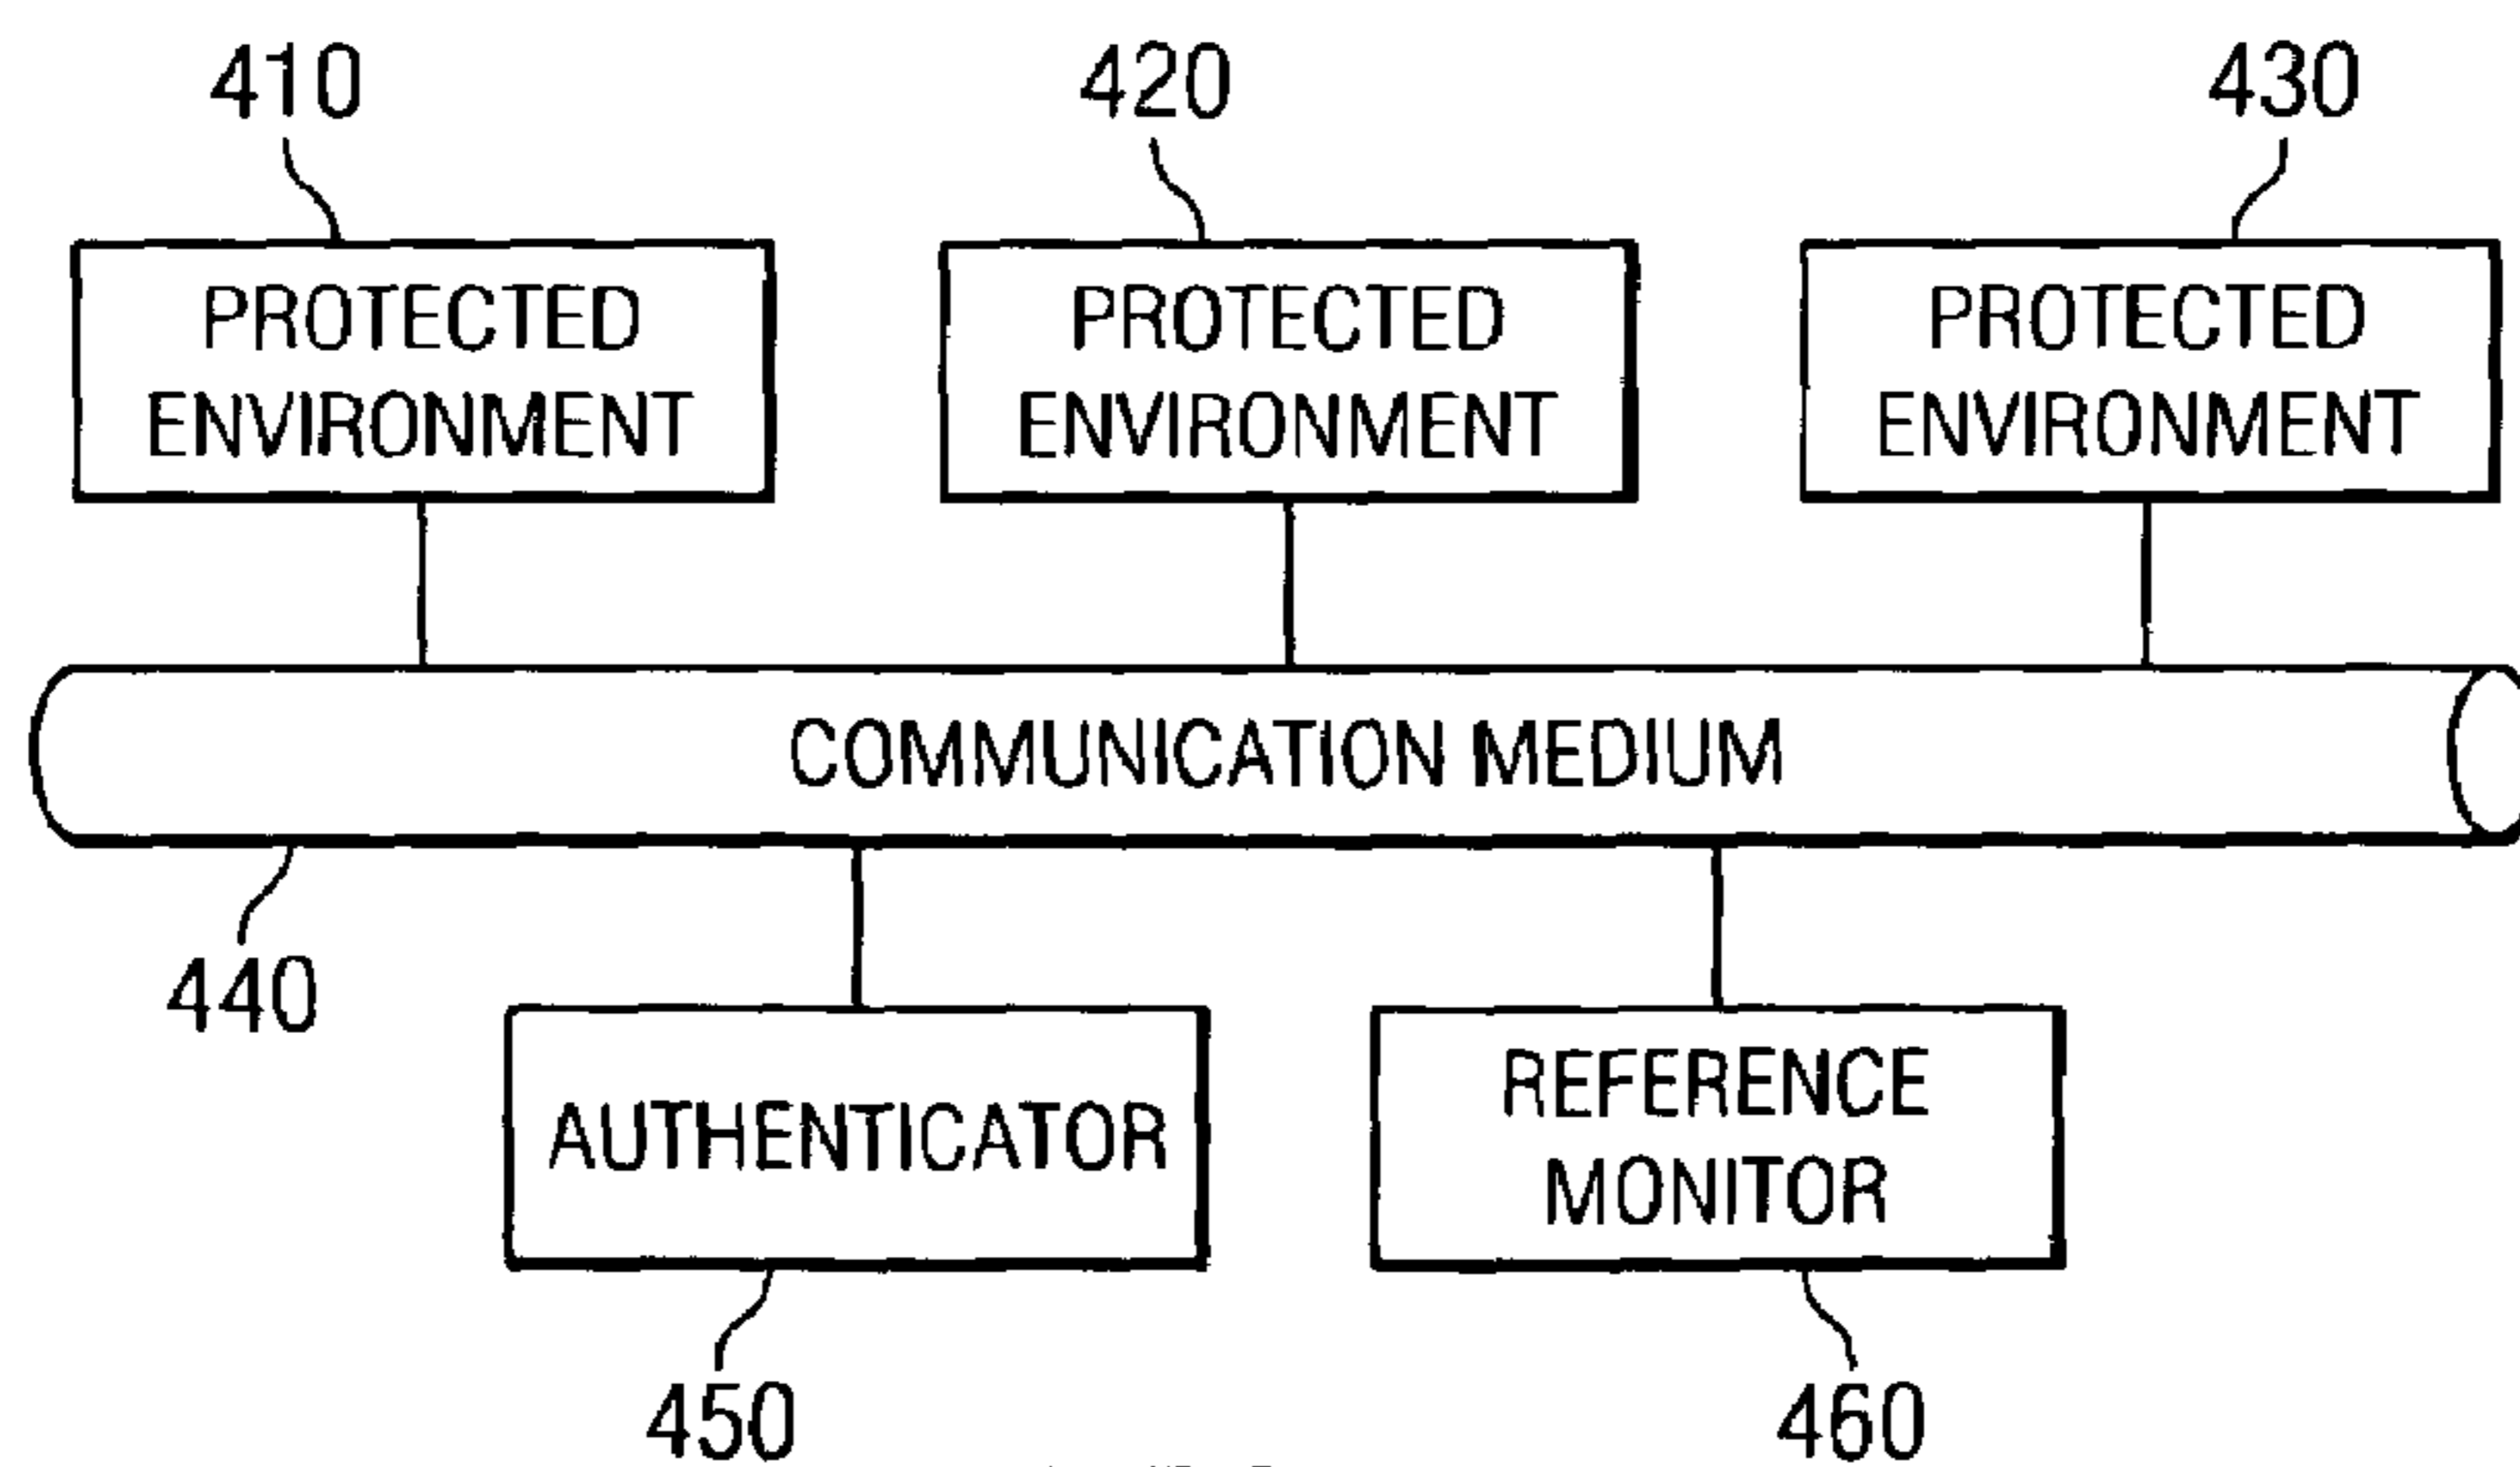 410
420
430
PROTECTED
ENVIRONMENT
PROTECTED
ENVIRONMENT
PROTECTED
ENVIRONMENT
COMMUNICATION MEDIUM
440
AUTHENTICATOR
REFERENCE
MONITOR
450
460